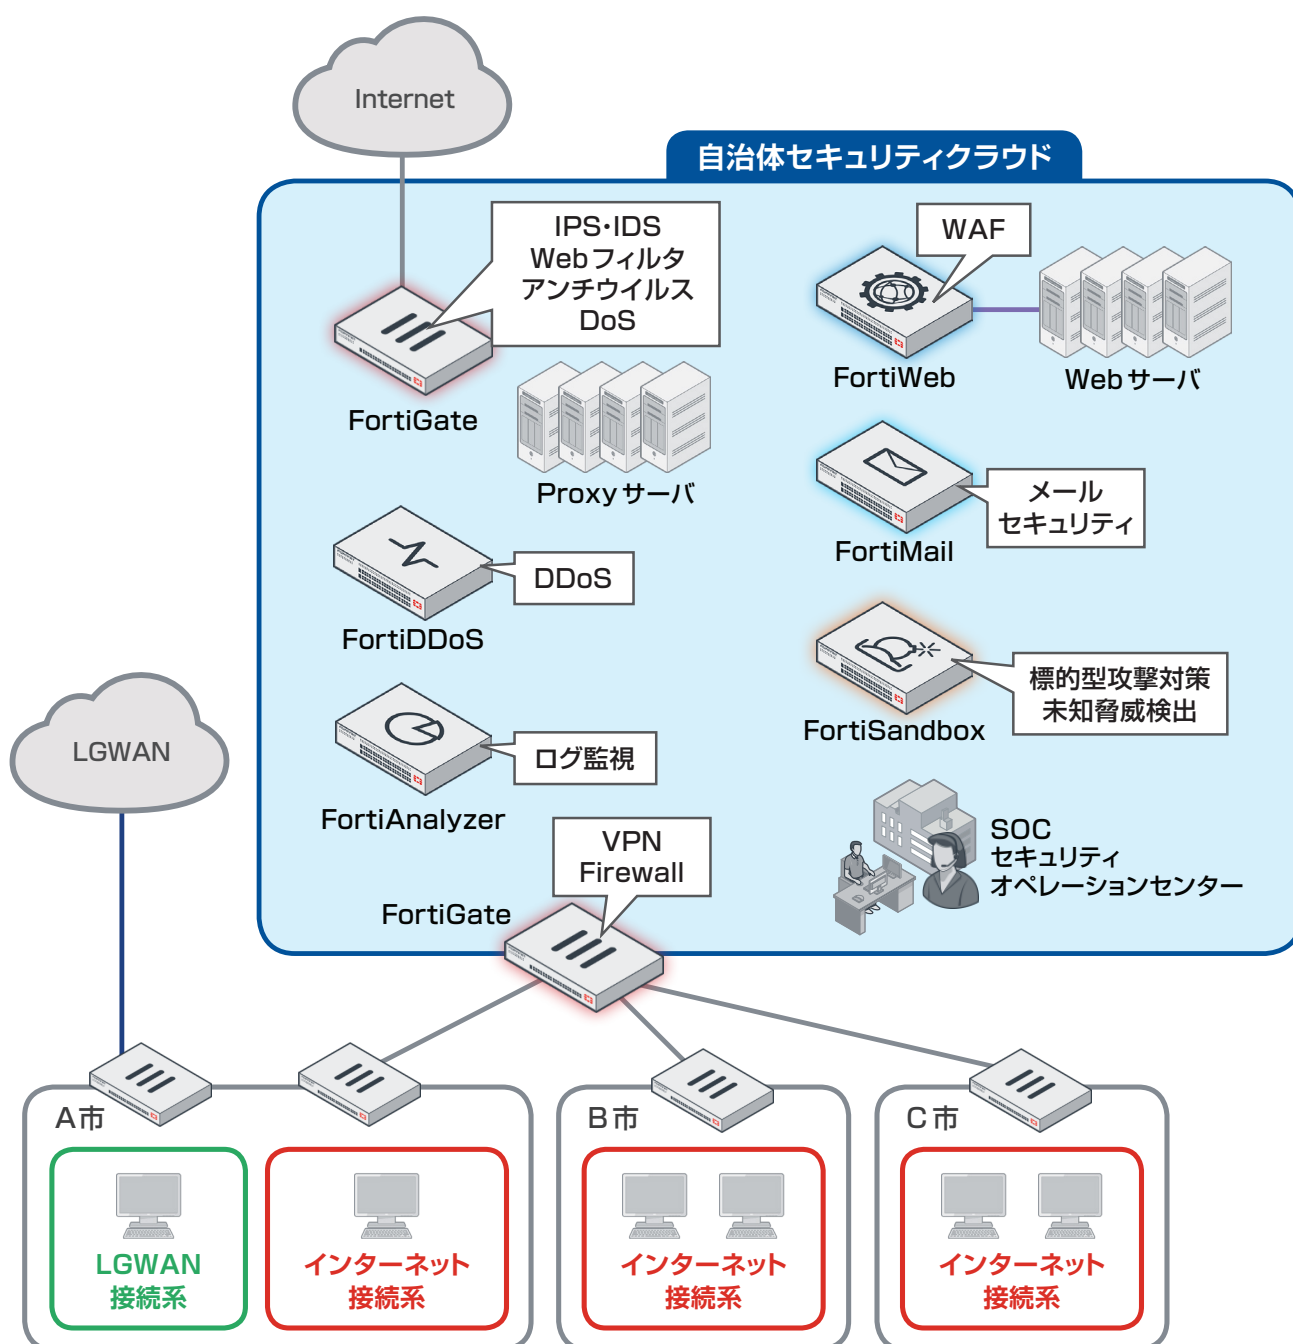 Internet
自治体セキュリティクラウド
IPS・IDS
Webフィルタ
アンチウイルス
DoS
FortiGate
Proxyサーバ
WAF
FortiWeb
Webサーバ
メール
セキュリティ
FortiMail
DDoS
FortiDDoS
標的型攻撃対策
未知脅威検出
FortiSandbox
LGWAN
ログ監視
FortiAnalyzer
SOC
セキュリティ
オペレーションセンター
VPN
Firewall
FortiGate
A市
LGWAN
接続系
インターネット
接続系
B市
インターネット
接続系
C市
インターネット
接続系